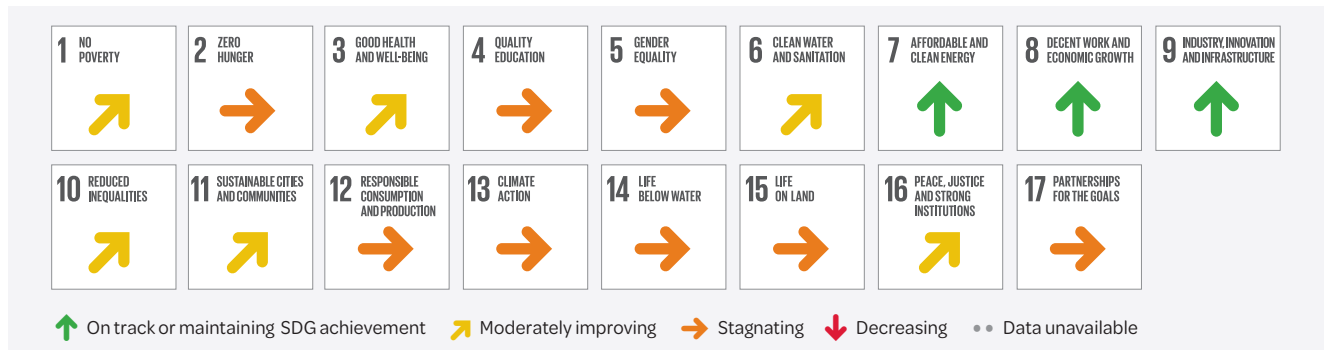 1 NO
POVERTY
2 ZERO
HUNGER
3 GOOD HEALTH
AND WELL-BEING
4 QUALITY
EDUCATION
5 GENDER
EQUALITY
6 CLEAN WATER
AND SANITATION
7 AFFORDABLE AND
CLEAN ENERGY
8 DECENT WORK AND
ECONOMIC GROWTH
9 INDUSTRY, INNOVATION
AND INFRASTRUCTURE
10 REDUCED
INEQUALITIES
11 SUSTAINABLE CITIES
AND COMMUNITIES
12 RESPONSIBLE
CONSUMPTION
AND PRODUCTION
13 CLIMATE
ACTION
14 LIFE
BELOW WATER
15 LIFE
ON LAND
16 PEACE, JUSTICE
AND STRONG
INSTITUTIONS
17 PARTNERSHIPS
FOR THE GOALS
On track or maintaining SDG achievement
Moderately improving
Stagnating
Decreasing
Data unavailable